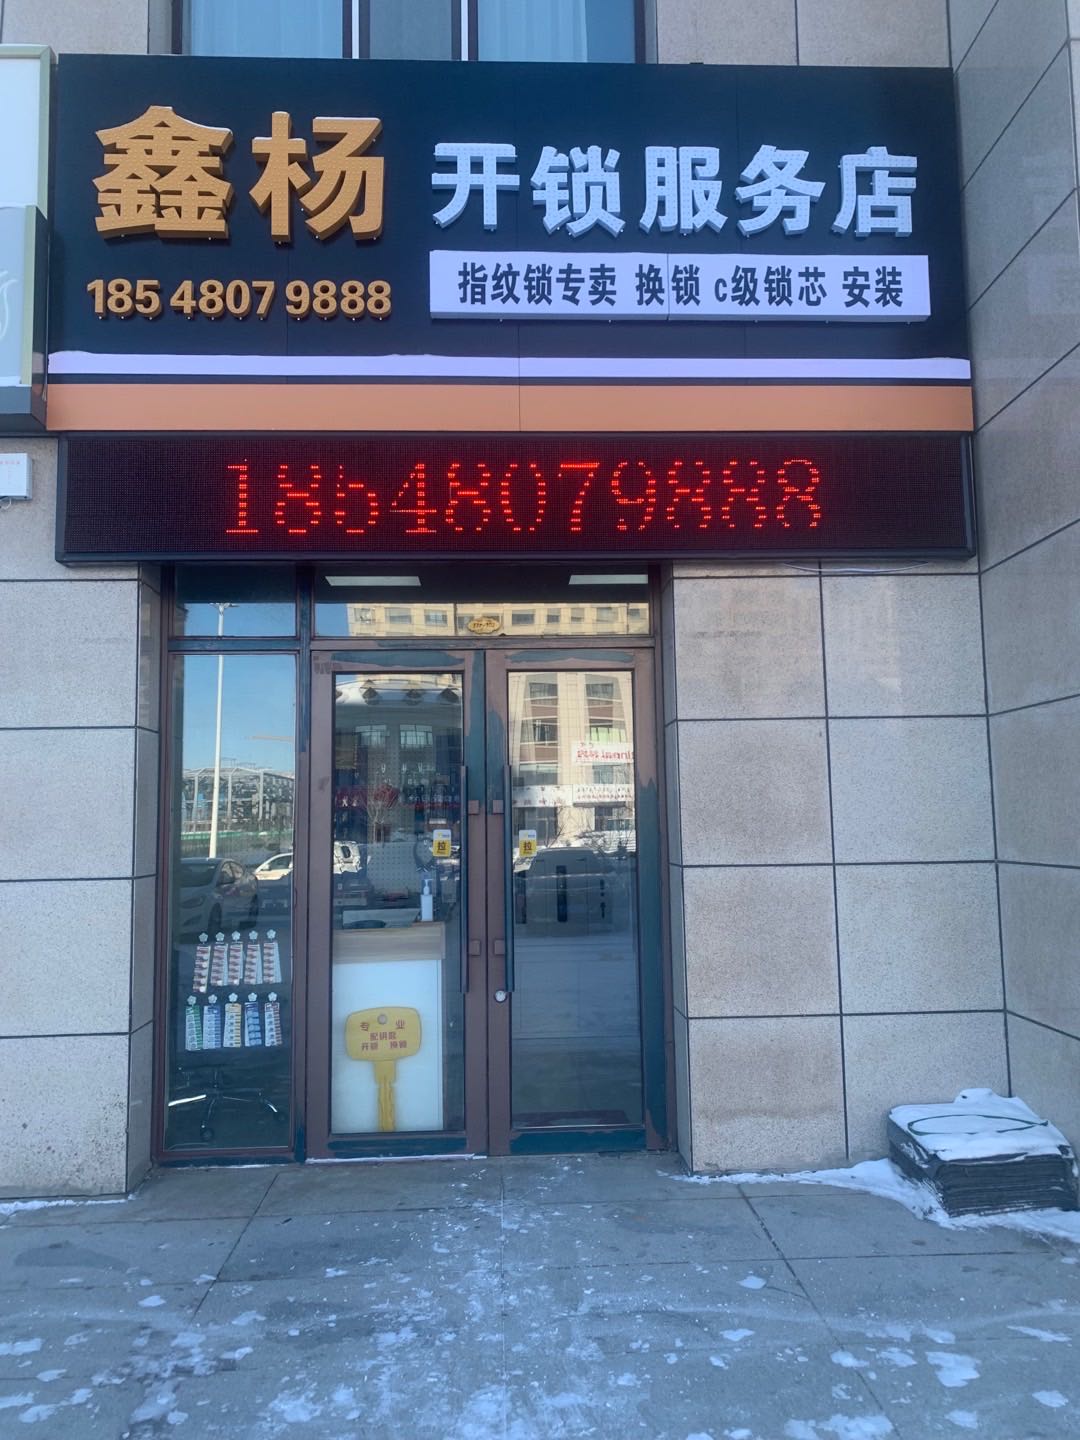 鑫杨 开锁服务店
185 4807 9888
指纹锁专卖 换锁 c级锁芯 安装
18548079888
拉
拉
专 业
配钥匙
开锁 换锁